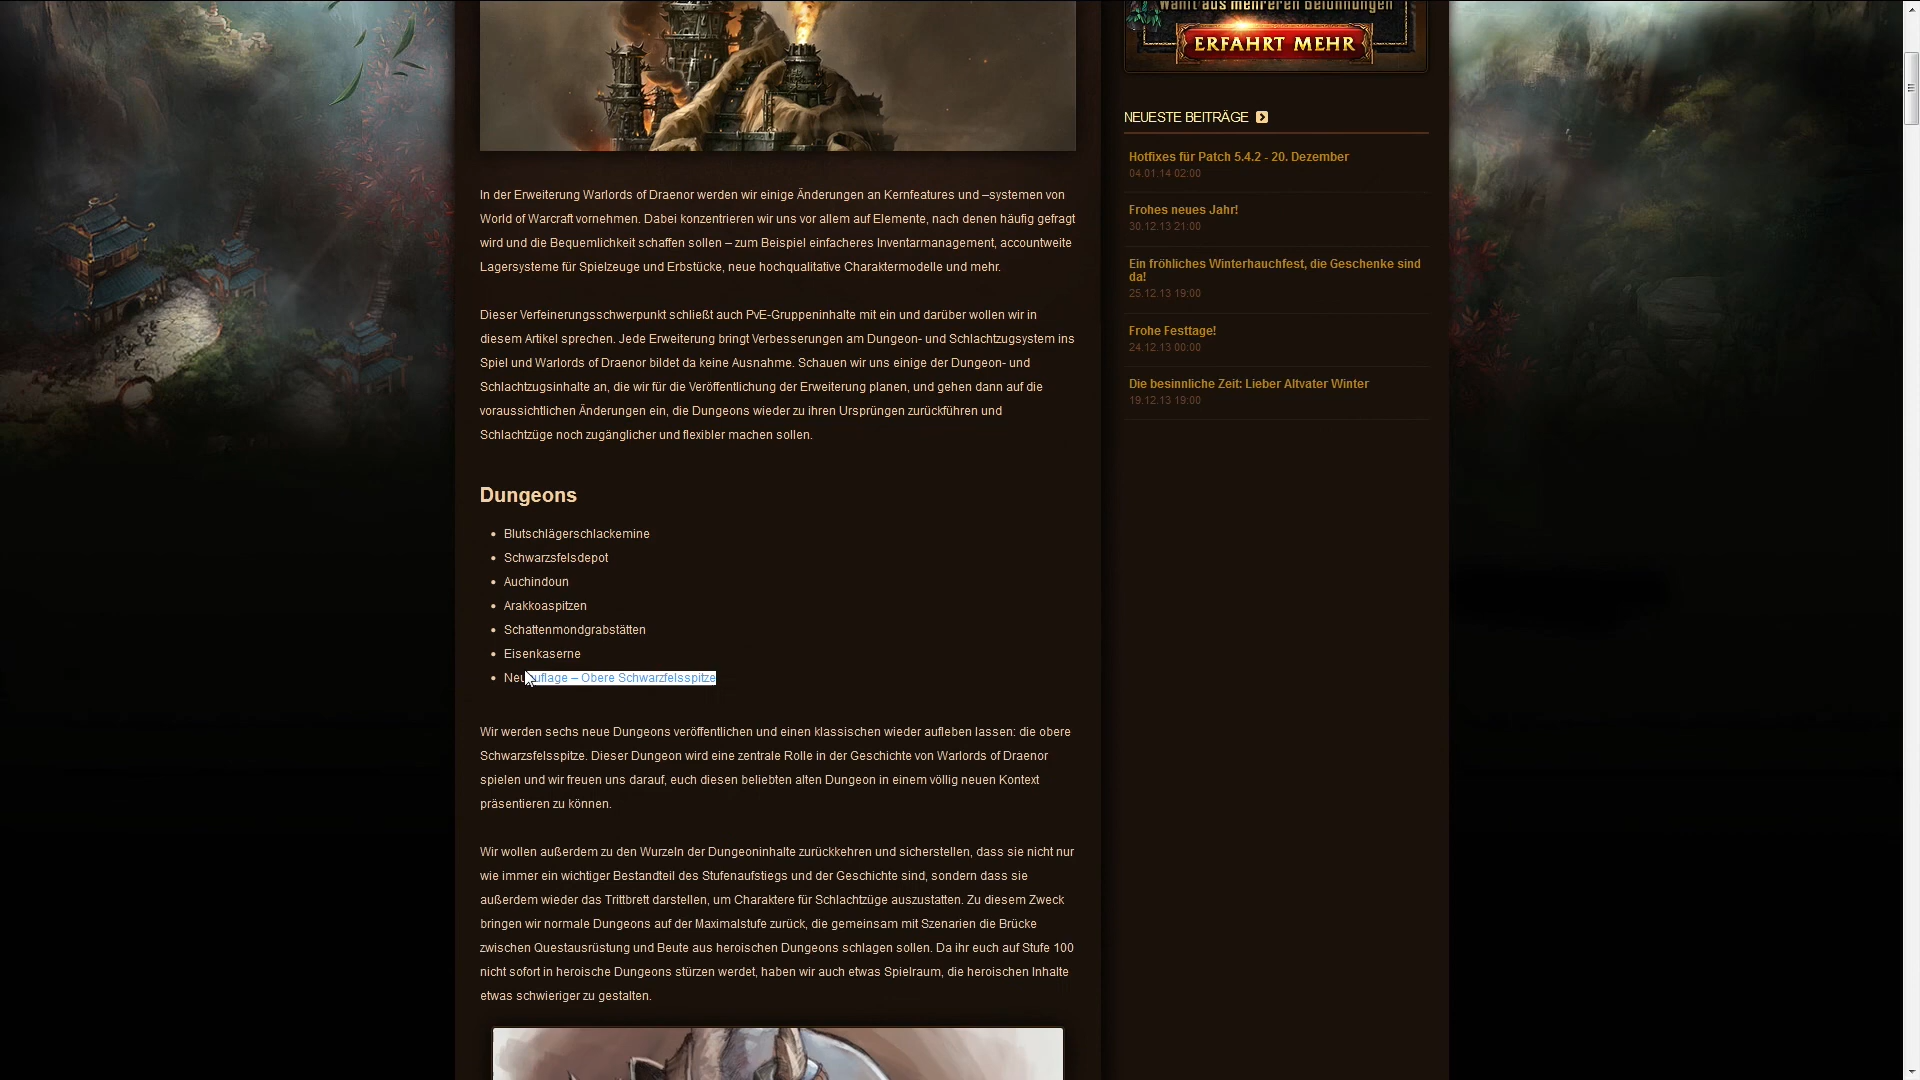 Wählt aus mehreren Belohnungen
ERFAHRT MEHR
In der Erweiterung Warlords of Draenor werden wir einige Änderungen an Kernfeatures und –systemen von
World of Warcraft vornehmen. Dabei konzentrieren wir uns vor allem auf Elemente, nach denen häufig gefragt
wird und die Bequemlichkeit schaffen sollen – zum Beispiel einfacheres Inventarmanagement, accountweite
Lagersysteme für Spielzeuge und Erbstücke, neue hochqualitative Charaktermodelle und mehr.
Dieser Verfeinerungsschwerpunkt schließt auch PvE-Gruppeninhalte mit ein und darüber wollen wir in
diesem Artikel sprechen. Jede Erweiterung bringt Verbesserungen am Dungeon- und Schlachtzugsystem ins
Spiel und Warlords of Draenor bildet da keine Ausnahme. Schauen wir uns einige der Dungeon- und
Schlachtzugsinhalte an, die wir für die Veröffentlichung der Erweiterung planen, und gehen dann auf die
voraussichtlichen Änderungen ein, die Dungeons wieder zu ihren Ursprüngen zurückführen und
Schlachtzüge noch zugänglicher und flexibler machen sollen.
Dungeons
• Blutschlägerschlackemine
• Schwarzsfelsdepot
• Auchindoun
• Arakkoaspitzen
• Schattenmondgrabstätten
• Eisenkaserne
• Neuauflage – Obere Schwarzfelsspitze
Wir werden sechs neue Dungeons veröffentlichen und einen klassischen wieder aufleben lassen: die obere
Schwarzsfelsspitze. Dieser Dungeon wird eine zentrale Rolle in der Geschichte von Warlords of Draenor
spielen und wir freuen uns darauf, euch diesen beliebten alten Dungeon in einem völlig neuen Kontext
präsentieren zu können.
Wir wollen außerdem zu den Wurzeln der Dungeoninhalte zurückkehren und sicherstellen, dass sie nicht nur
wie immer ein wichtiger Bestandteil des Stufenaufstiegs und der Geschichte sind, sondern dass sie
außerdem wieder das Trittbrett darstellen, um Charaktere für Schlachtzüge auszustatten. Zu diesem Zweck
bringen wir normale Dungeons auf der Maximalstufe zurück, die gemeinsam mit Szenarien die Brücke
zwischen Questausrüstung und Beute aus heroischen Dungeons schlagen sollen. Da ihr euch auf Stufe 100
nicht sofort in heroische Dungeons stürzen werdet, haben wir auch etwas Spielraum, die heroischen Inhalte
etwas schwieriger zu gestalten.
NEUESTE BEITRÄGE
Hotfixes für Patch 5.4.2 - 20. Dezember
04.01.14 02:00
Frohes neues Jahr!
30.12.13 21:00
Ein fröhliches Winterhauchfest, die Geschenke sind
da!
25.12.13 19:00
Frohe Festtage!
24.12.13 00:00
Die besinnliche Zeit: Lieber Altvater Winter
19.12.13 19:00